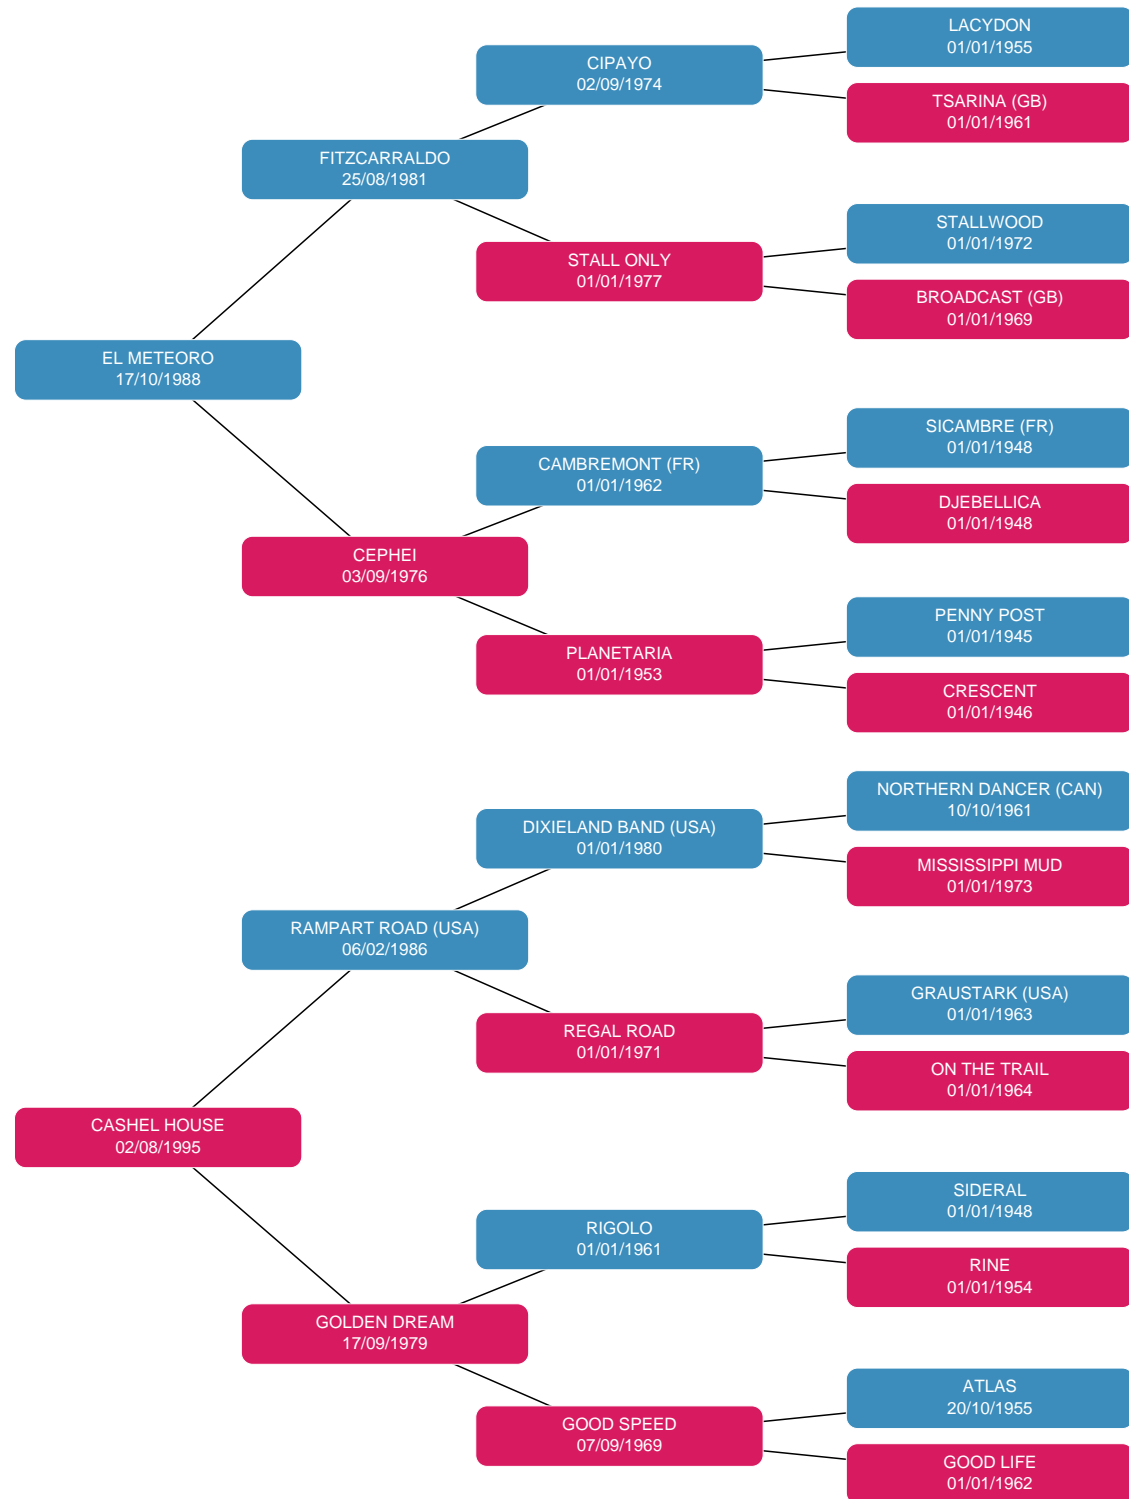 LACYDON
01/01/1955
CIPAYO
02/09/1974
TSARINA (GB)
01/01/1961
FITZCARRALDO
25/08/1981
STALLWOOD
01/01/1972
STALL ONLY
01/01/1977
BROADCAST (GB)
01/01/1969
EL METEORO
17/10/1988
SICAMBRE (FR)
01/01/1948
CAMBREMONT (FR)
01/01/1962
DJEBELLICA
01/01/1948
CEPHEI
03/09/1976
PENNY POST
01/01/1945
PLANETARIA
01/01/1953
CRESCENT
01/01/1946
NORTHERN DANCER (CAN)
10/10/1961
DIXIELAND BAND (USA)
01/01/1980
MISSISSIPPI MUD
01/01/1973
RAMPART ROAD (USA)
06/02/1986
GRAUSTARK (USA)
01/01/1963
REGAL ROAD
01/01/1971
ON THE TRAIL
01/01/1964
CASHEL HOUSE
02/08/1995
SIDERAL
01/01/1948
RIGOLO
01/01/1961
RINE
01/01/1954
GOLDEN DREAM
17/09/1979
ATLAS
20/10/1955
GOOD SPEED
07/09/1969
GOOD LIFE
01/01/1962